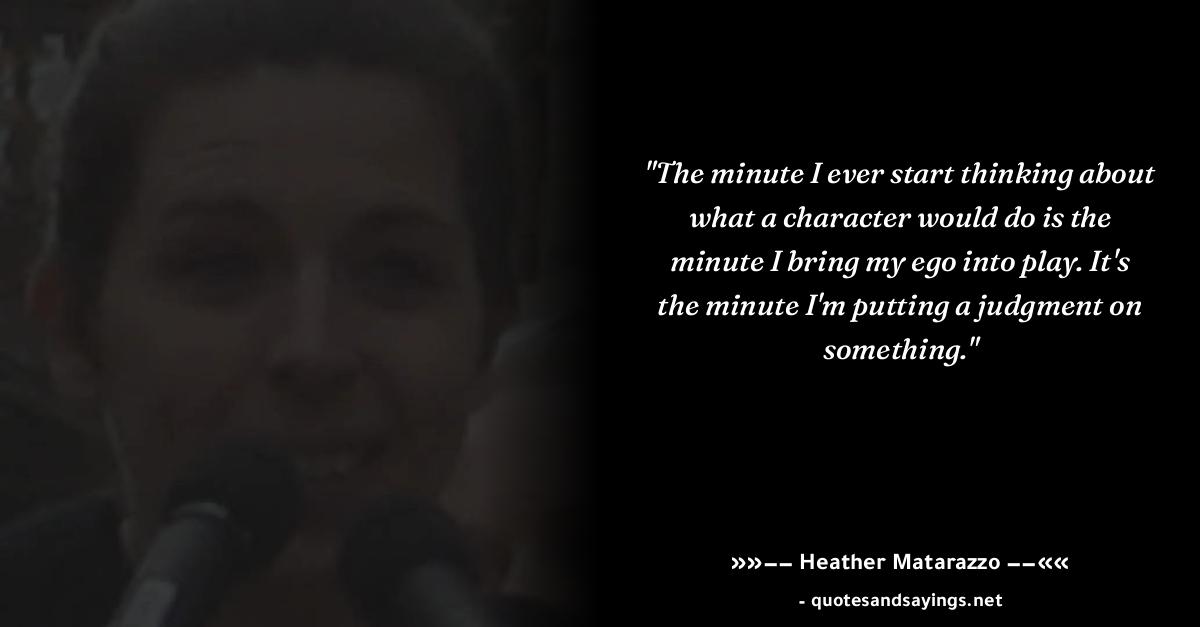 "The minute I ever start thinking about
what a character would do is the
minute I bring my ego into play. It's
the minute I'm putting a judgment on
something."
»»−− Heather Matarazzo −−««
- quotesandsayings.net